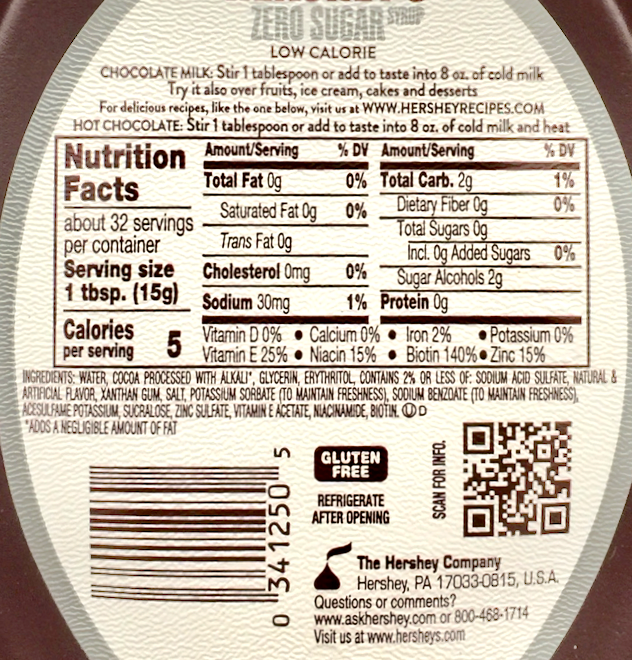 ZERO SUGAR SYRUP
LOW CALORIE
CHOCOLATE MILK: Stir 1 tablespoon or add to taste into 8 oz. of cold milk
Try it also over fruits, ice cream, cakes and desserts
For delicious recipes, like the one below, visit us at WWW.HERSHEYRECIPES.COM
HOT CHOCOLATE: Stir 1 tablespoon or add to taste into 8 oz. of cold milk and heat
Nutrition
Facts
about 32 servings
per container
Serving size
1 tbsp. (15g)
Calories
per serving 5
Amount/Serving % DV
Total Fat 0g 0%
Saturated Fat 0g 0%
Trans Fat 0g
Cholesterol 0mg 0%
Sodium 30mg 1%
Amount/Serving % DV
Total Carb. 2g 1%
Dietary Fiber 0g 0%
Total Sugars 0g
Incl. 0g Added Sugars 0%
Sugar Alcohols 2g
Protein 0g
Vitamin D 0% • Calcium 0% • Iron 2% • Potassium 0%
Vitamin E 25% • Niacin 15% • Biotin 140% • Zinc 15%
INGREDIENTS: WATER, COCOA PROCESSED WITH ALKALI*, GLYCERIN, ERYTHRITOL, CONTAINS 2% OR LESS OF: SODIUM ACID SULFATE, NATURAL &
ARTIFICIAL FLAVOR, XANTHAN GUM, SALT, POTASSIUM SORBATE (TO MAINTAIN FRESHNESS), SODIUM BENZOATE (TO MAINTAIN FRESHNESS),
ACESULFAME POTASSIUM, SUCRALOSE, ZINC SULFATE, VITAMIN E ACETATE, NIACINAMIDE, BIOTIN. Ⓤ D
*ADDS A NEGLIGIBLE AMOUNT OF FAT
0 341250 5
GLUTEN
FREE
REFRIGERATE
AFTER OPENING
SCAN FOR INFO.
The Hershey Company
Hershey, PA 17033-0815, U.S.A.
Questions or comments?
www.askhershey.com or 800-468-1714
Visit us at www.hersheys.com